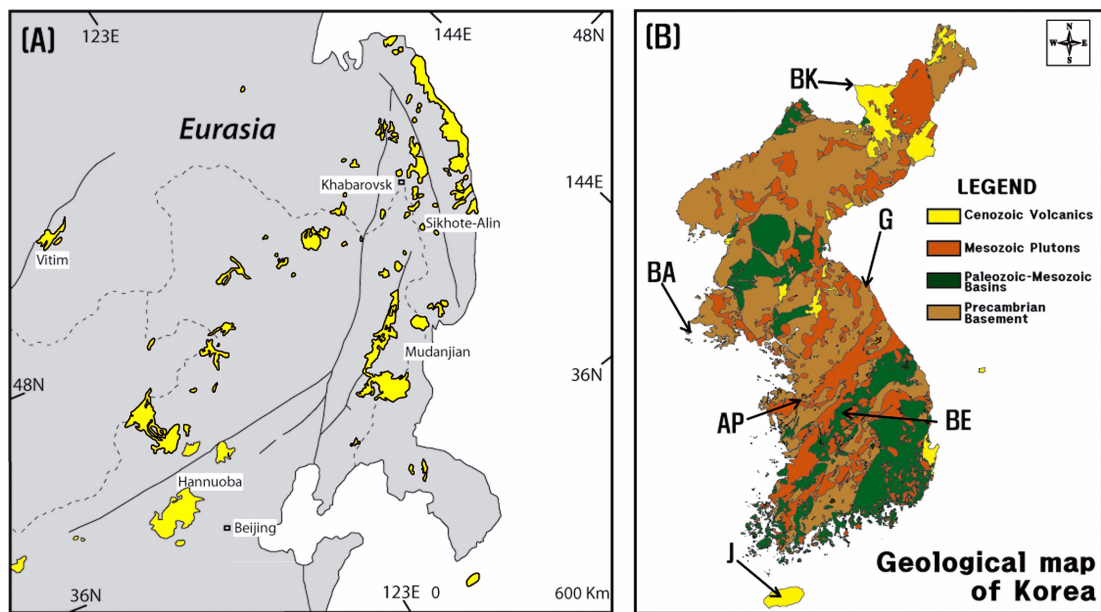 [A]
123E
144E
48N
Eurasia
Khabarovsk
144E
Sikhote-Alin
Vitim
Mudanjian
36N
48N
Hannuoba
Beijing
36N
123E 0
600 Km
[B]
N
W
E
S
BK
LEGEND
Cenozoic Volcanics
G
Mesozoic Plutons
BA
Paleozoic-Mesozoic
Basins
Precambrian
Basement
AP
BE
J
Geological map
of Korea